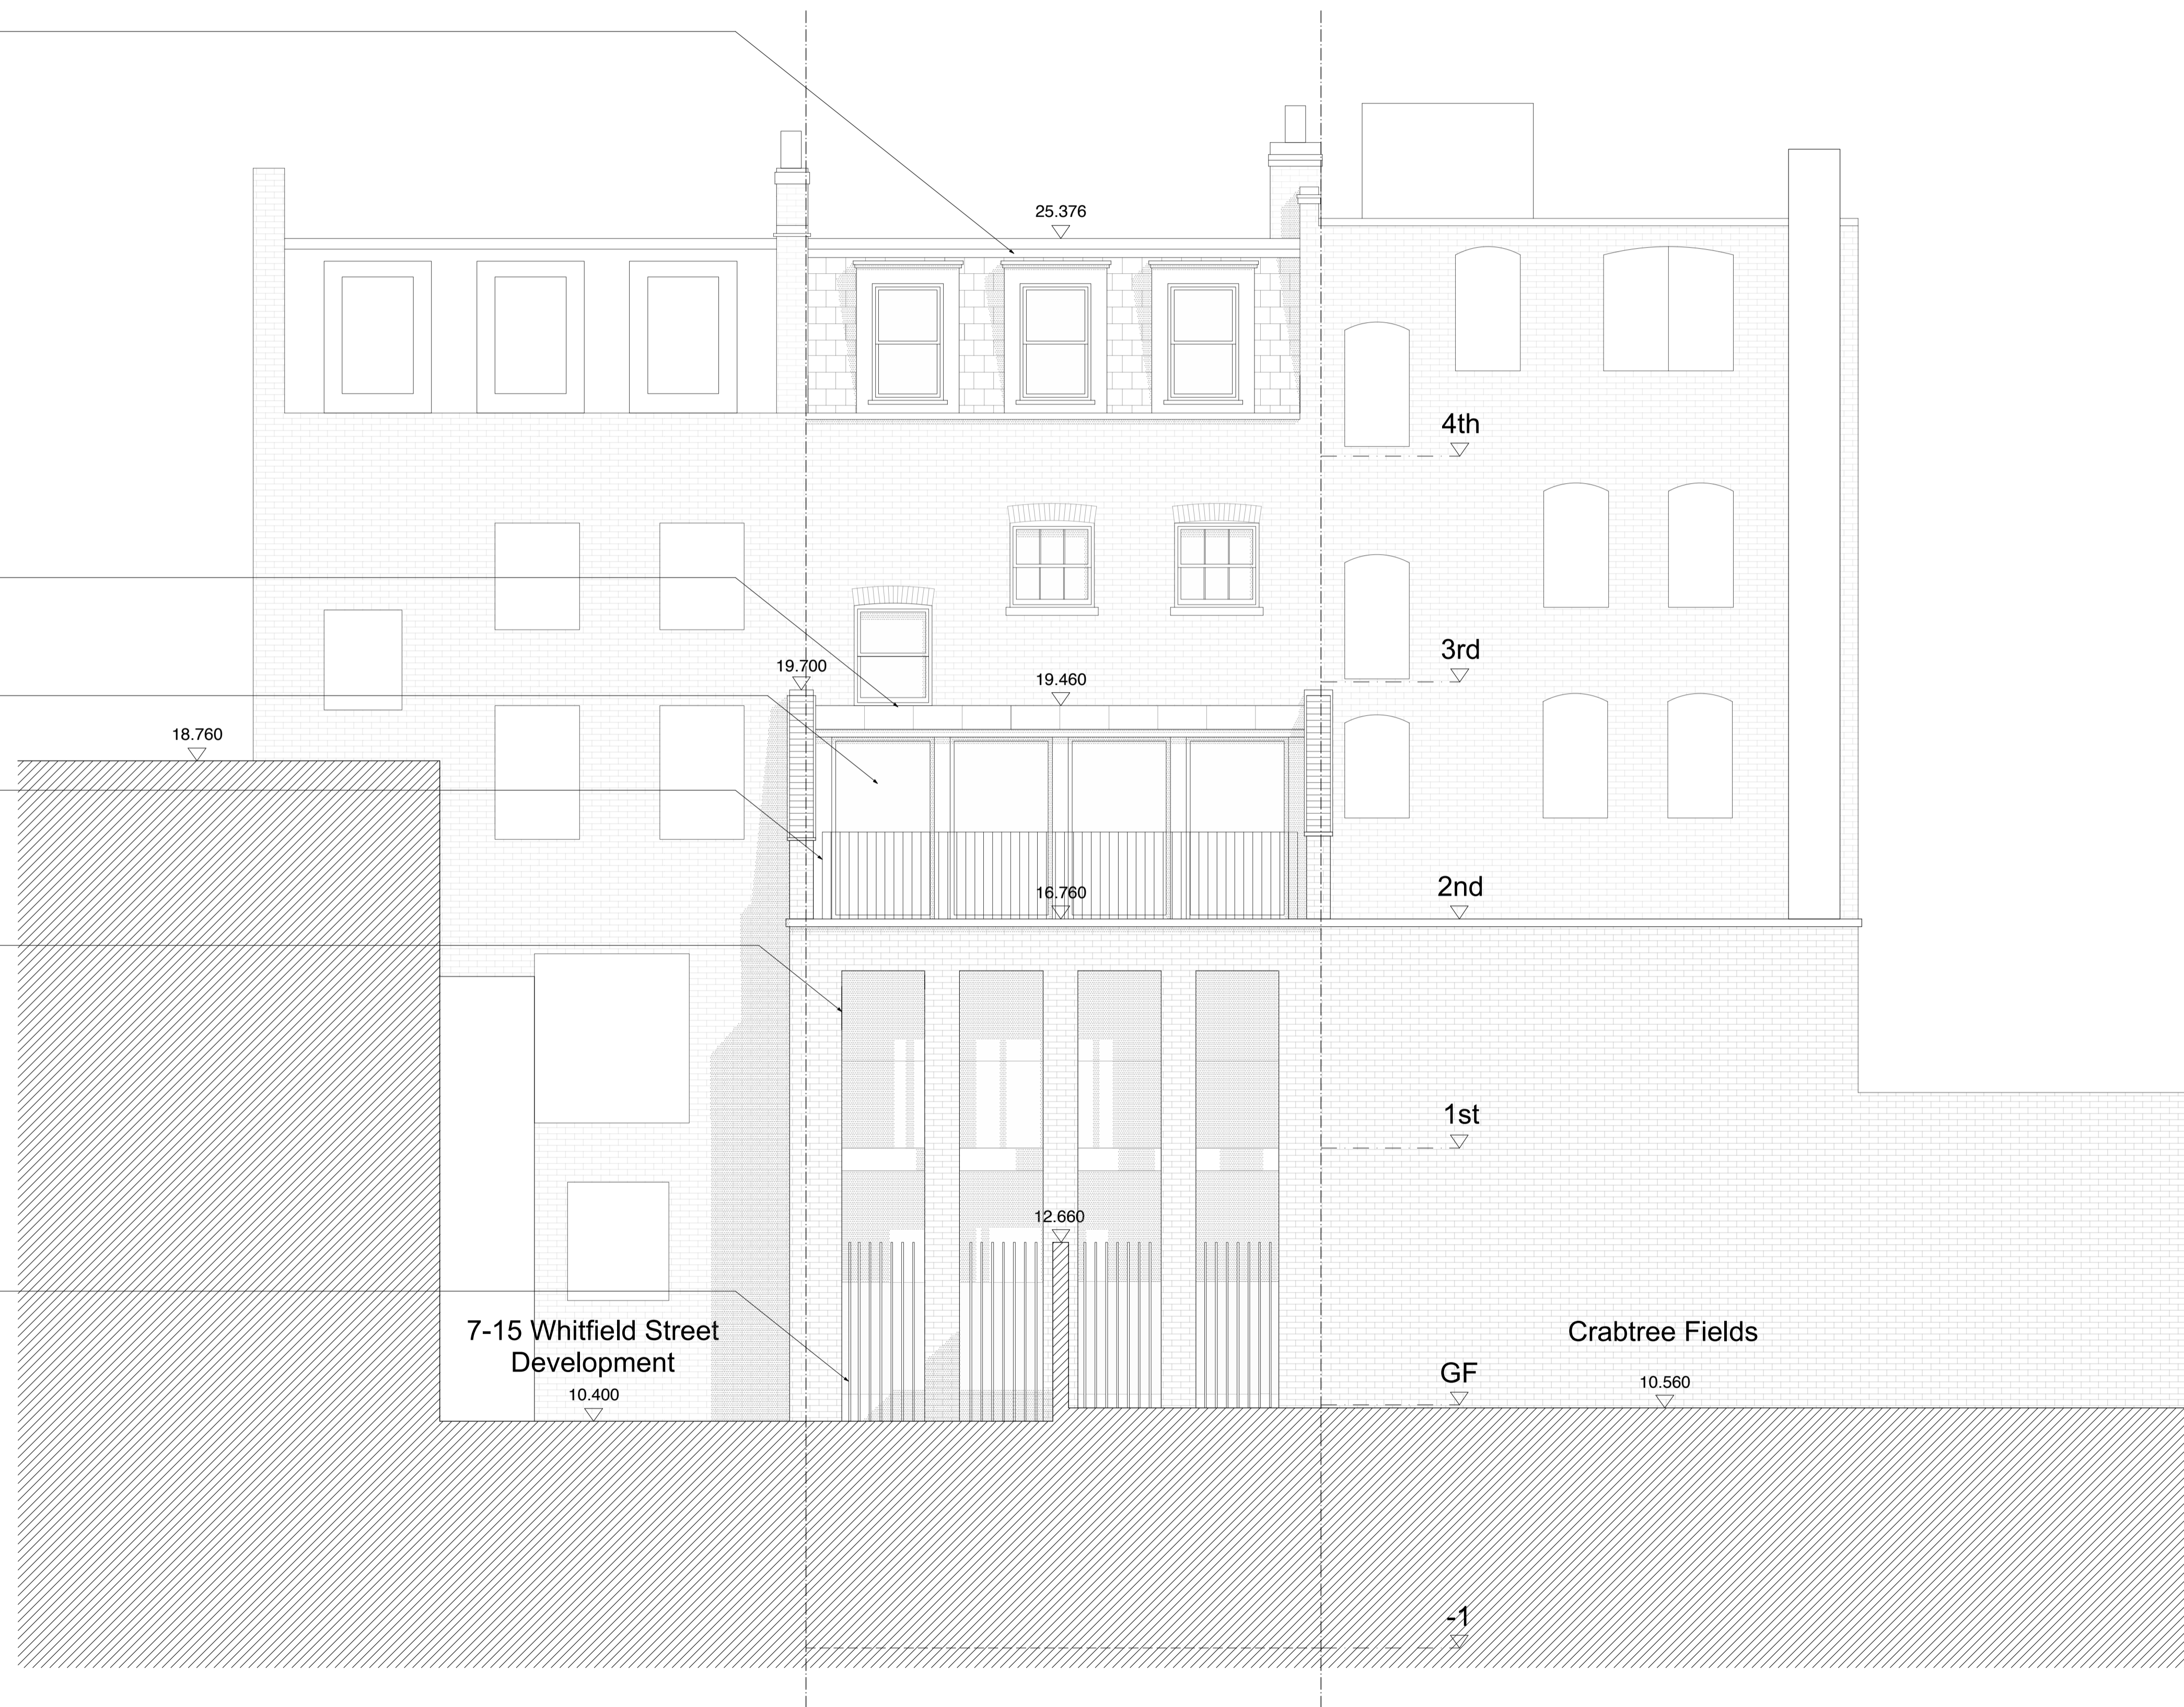 25.376
4th
3rd
19.700
19.460
18.760
2nd
16.760
1st
12.660
7-15 Whitfield Street
Development
10.400
Crabtree Fields
GF
10.560
-1